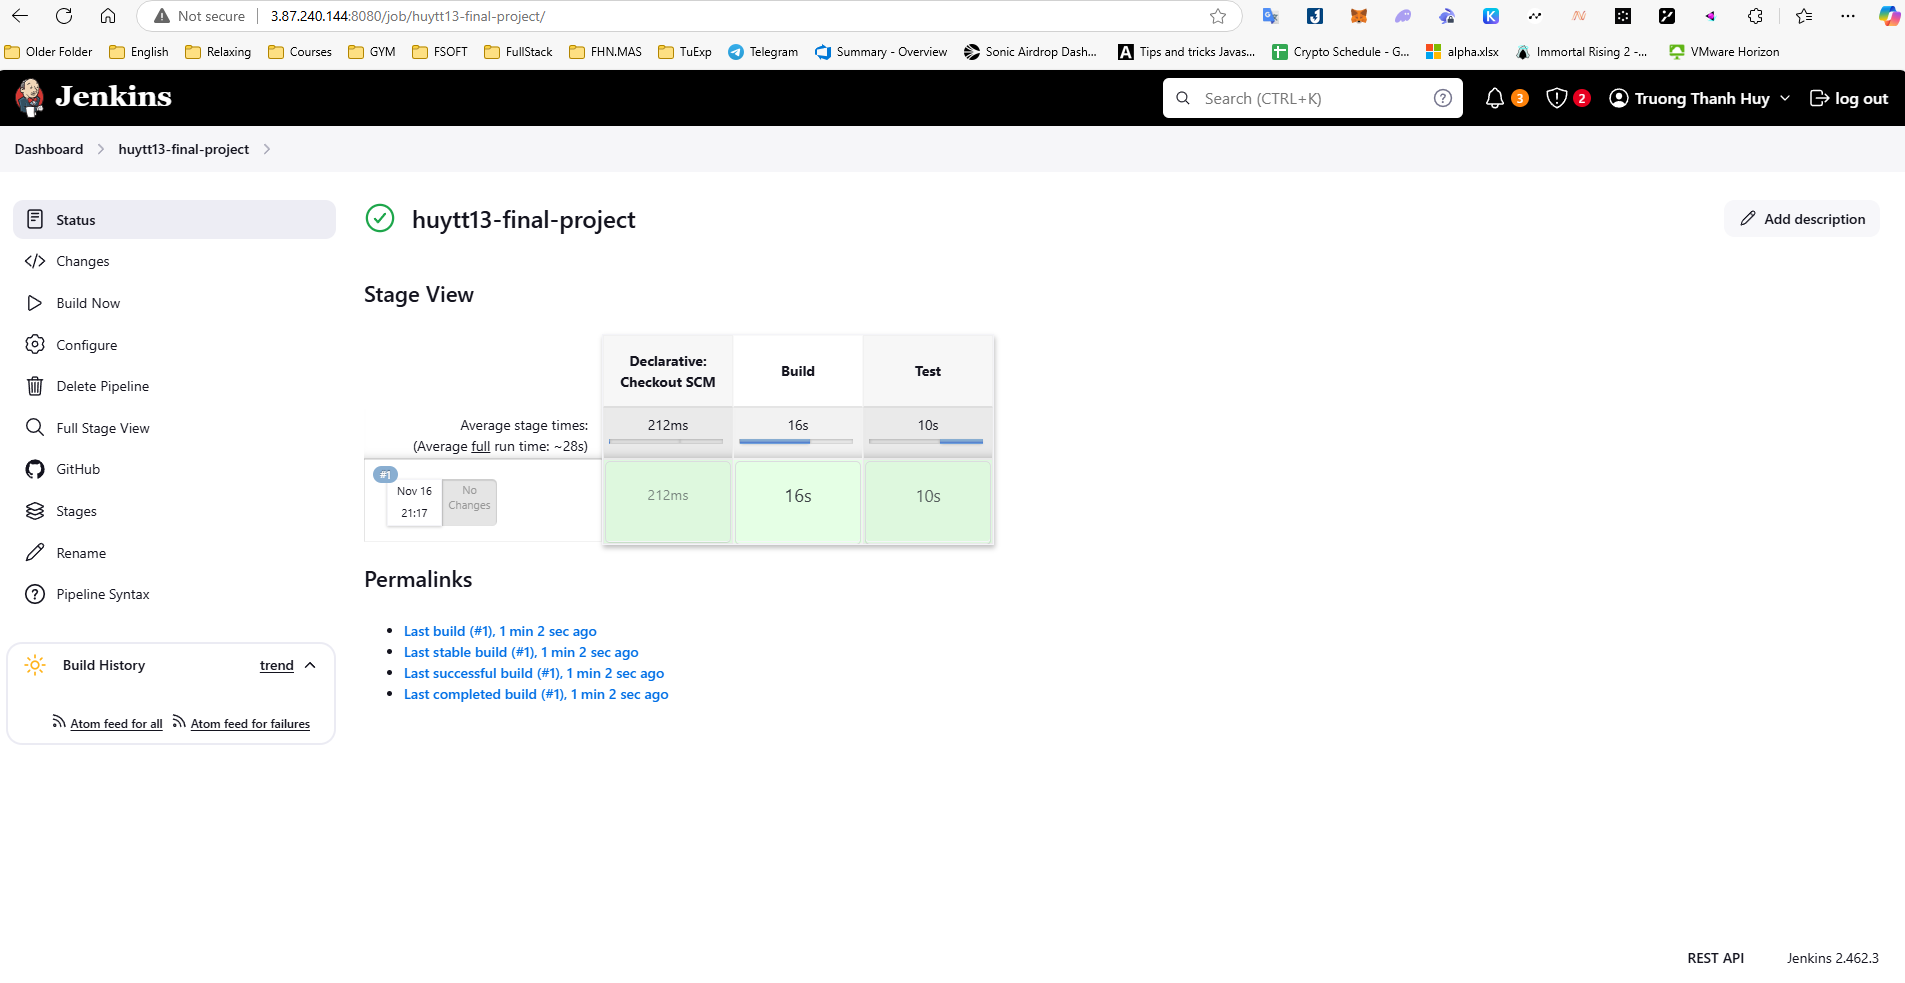 Not secure 3.87.240.144:8080/job/huytt13-final-project/
Older Folder English Relaxing Courses GYM FSOFT FullStack FHN.MAS TuExp Telegram Summary - Overview Sonic Airdrop Dash... Tips and tricks Javas... Crypto Schedule - G... alpha.xlsx Immortal Rising 2 -... VMware Horizon
Jenkins
Search (CTRL+K)
3
2
Truong Thanh Huy
log out
Dashboard huytt13-final-project
Status
Changes
Build Now
Configure
Delete Pipeline
Full Stage View
GitHub
Stages
Rename
Pipeline Syntax
Build History trend
Atom feed for all Atom feed for failures
huytt13-final-project
Add description
Stage View
Declarative: Build Test
Checkout SCM
Average stage times: 212ms 16s 10s
(Average full run time: ~28s)
#1
Nov 16 No
21:17 Changes
212ms 16s 10s
Permalinks
Last build (#1), 1 min 2 sec ago
Last stable build (#1), 1 min 2 sec ago
Last successful build (#1), 1 min 2 sec ago
Last completed build (#1), 1 min 2 sec ago
REST API Jenkins 2.462.3